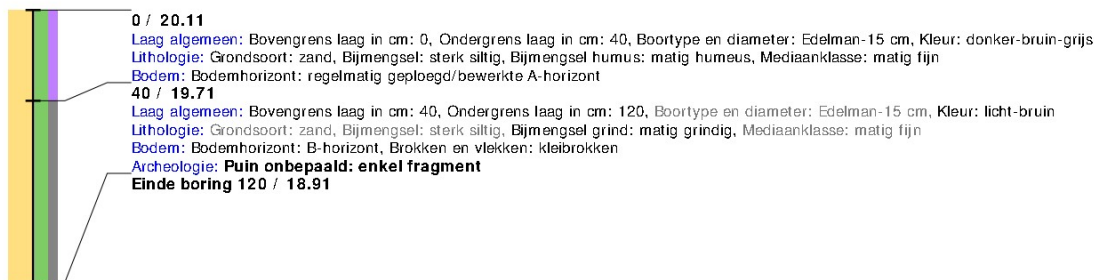 0 / 20.11
Laag algemeen: Bovengrens laag in cm: 0, Ondergrens laag in cm: 40, Boortype en diameter: Edelman-15 cm, Kleur: donker-bruin-grijs
Lithologie: Grondsoort: zand, Bijmengsel: sterk siltig, Bijmengsel humus: matig humeus, Mediaanklasse: matig fijn
Bodem: Bodemhorizont: regelmatig geploegd/bewerkte A-horizont
40 / 19.71
Laag algemeen: Bovengrens laag in cm: 40, Ondergrens laag in cm: 120, Boortype en diameter: Edelman-15 cm, Kleur: licht-bruin
Lithologie: Grondsoort: zand, Bijmengsel: sterk siltig, Bijmengsel grind: matig grindig, Mediaanklasse: matig fijn
Bodem: Bodemhorizont: B-horizont, Brokken en vlekken: kleibrokken
Archeologie: Puin onbepaald: enkel fragment
Einde boring 120 / 18.91